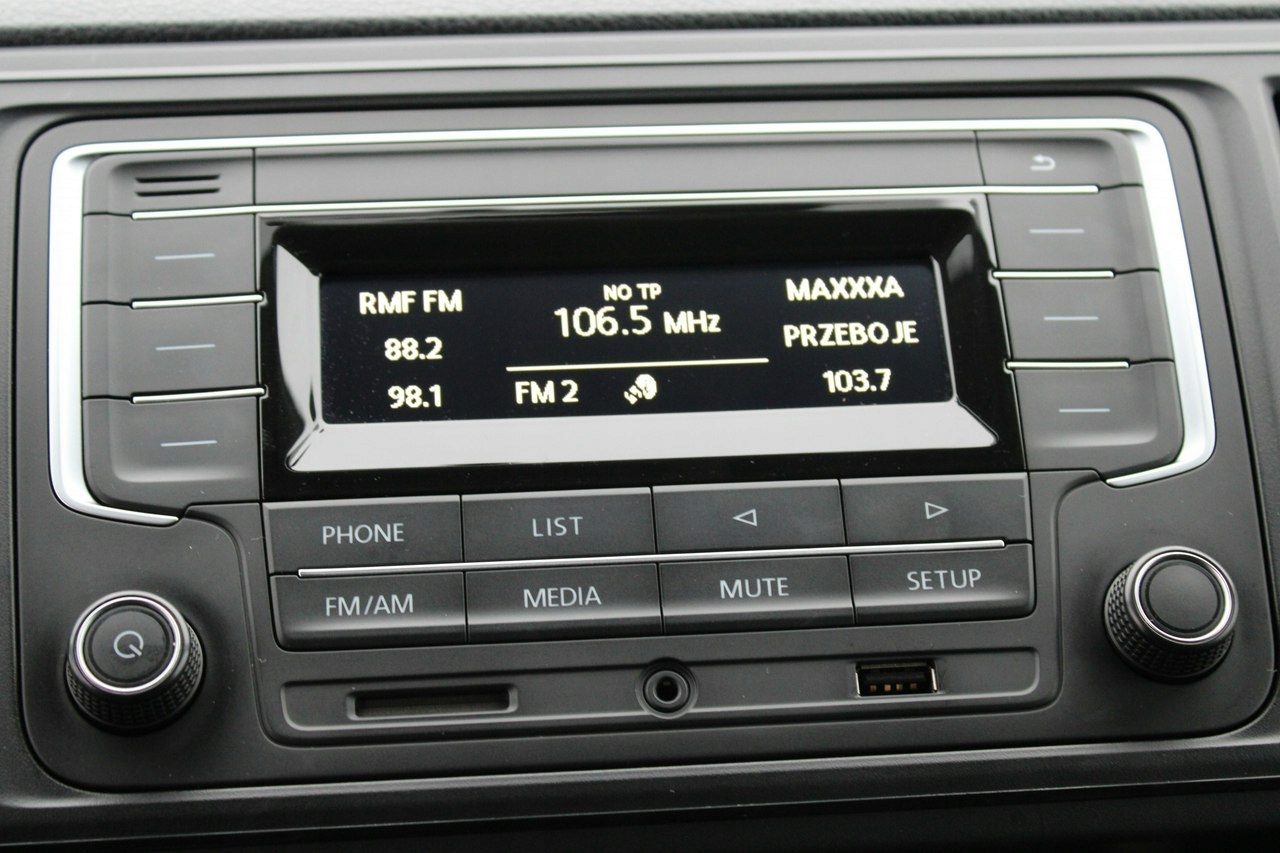 RMF FM
88.2
98.1
NO TP
106.5 MHz
FM 2
MAXXXA
PRZEBOJE
103.7
PHONE
LIST
FM/AM
MEDIA
MUTE
SETUP